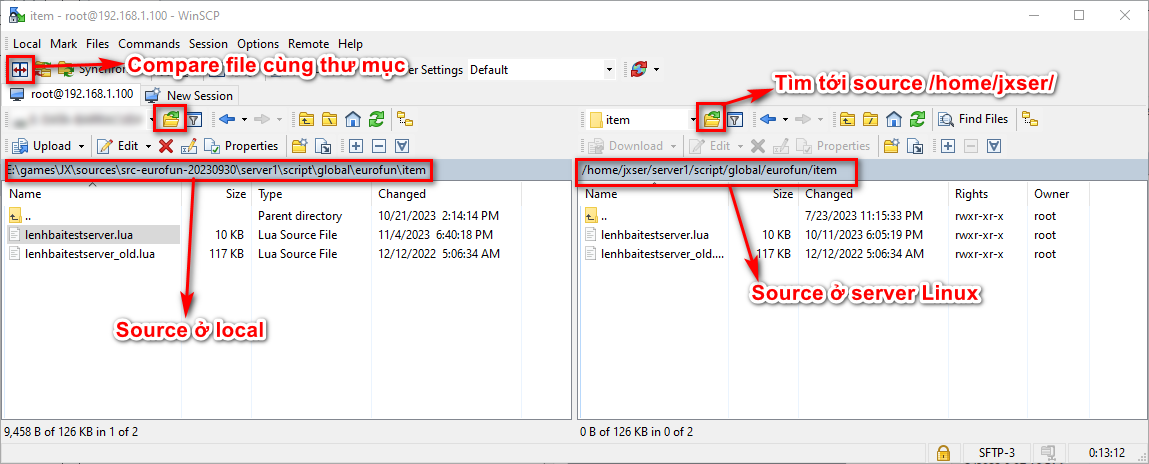 item - root@192.168.1.100 - WinSCP
Local Mark Files Commands Session Options Remote Help
Compare file cùng thư mục
Synchro
er Settings Default
Tìm tới source /home/jxser/
root@192.168.1.100 New Session
item Find Files
Upload Edit Properties
Download Edit Properties
E:\games\JX\sources\src-eurofun-20230930\server1\script\global\eurofun\item
/home/jxser/server1/script/global/eurofun/item
Name Size Type Changed
.. Parent directory 10/21/2023 2:14:14 PM
lenhbaitestserver.lua 10 KB Lua Source File 11/4/2023 6:40:18 PM
lenhbaitestserver_old.lua 117 KB Lua Source File 12/12/2022 5:06:34 AM
Name Size Changed Rights Owner
.. 7/23/2023 11:15:33 PM rwxr-xr-x root
lenhbaitestserver.lua 10 KB 10/11/2023 6:05:19 PM rwxr-xr-x root
lenhbaitestserver_old.... 117 KB 12/12/2022 5:06:34 AM rwxr-xr-x root
Source ở local
Source ở server Linux
9,458 B of 126 KB in 1 of 2
0 B of 126 KB in 0 of 2
SFTP-3 0:13:12